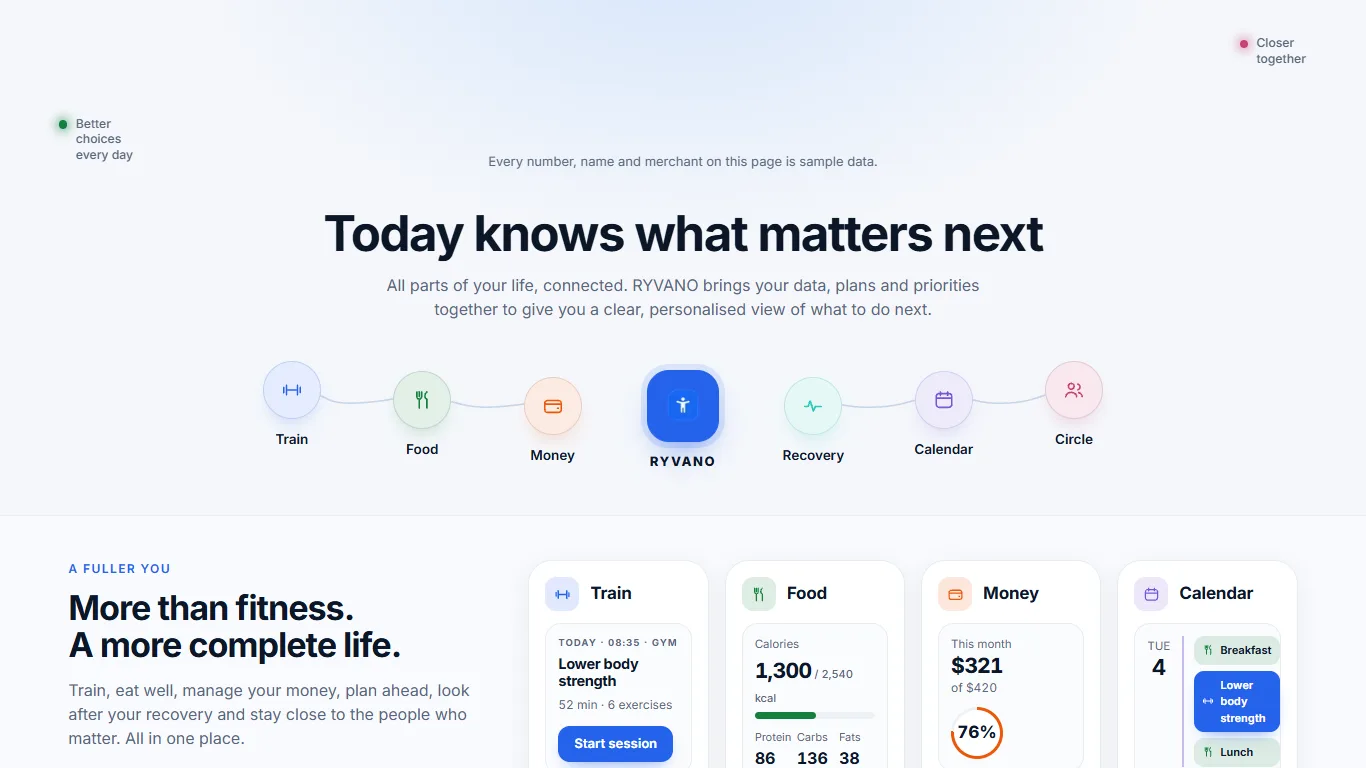 Closer
together
Better
choices
every day
Every number, name and merchant on this page is sample data.
Today knows what matters next
All parts of your life, connected. RYVANO brings your data, plans and priorities
together to give you a clear, personalised view of what to do next.
Train
Food
Money
RYVANO
Recovery
Calendar
Circle
A FULLER YOU
More than fitness.
A more complete life.
Train, eat well, manage your money, plan ahead, look
after your recovery and stay close to the people who
matter. All in one place.
Train
TODAY · 08:35 · GYM
Lower body
strength
52 min · 6 exercises
Start session
Food
Calories
1,300 / 2,540
kcal
Protein Carbs Fats
86 136 38
Money
This month
$321
of $420
76%
Calendar
TUE
4
Breakfast
Lower
body
strength
Lunch